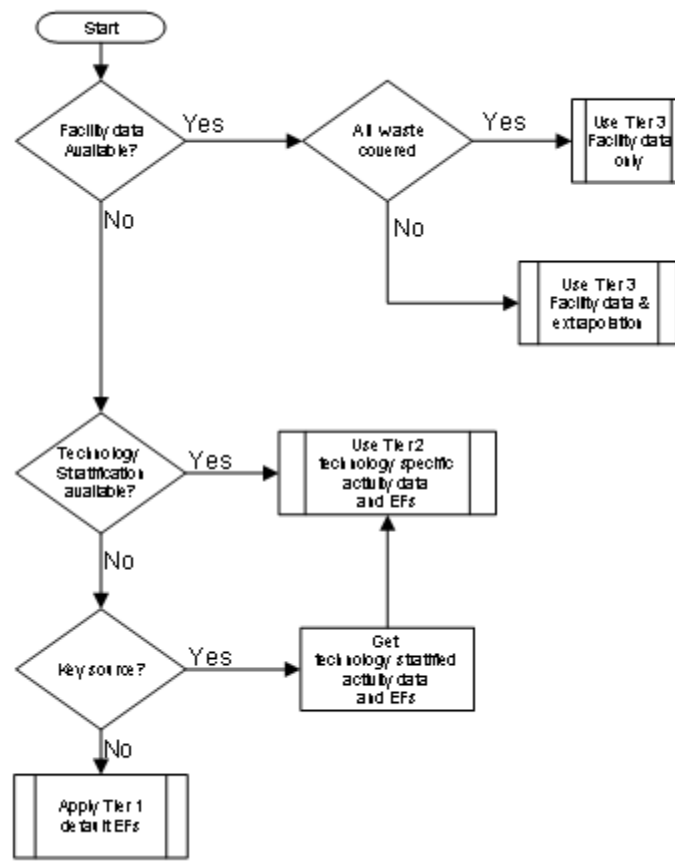 Start
Facility data
Available?
Yes
All waste
covered
Yes
Use Tier 3
Facility data
only
No
No
Use Tier 3
Facility data &
extrapolation
Technology
Stratification
available?
Yes
Use Tier 2
technology specific
activity data
and EFs
No
Key source?
Yes
Get
technology stratified
activity data
and EFs
No
Apply Tier 1
default EFs